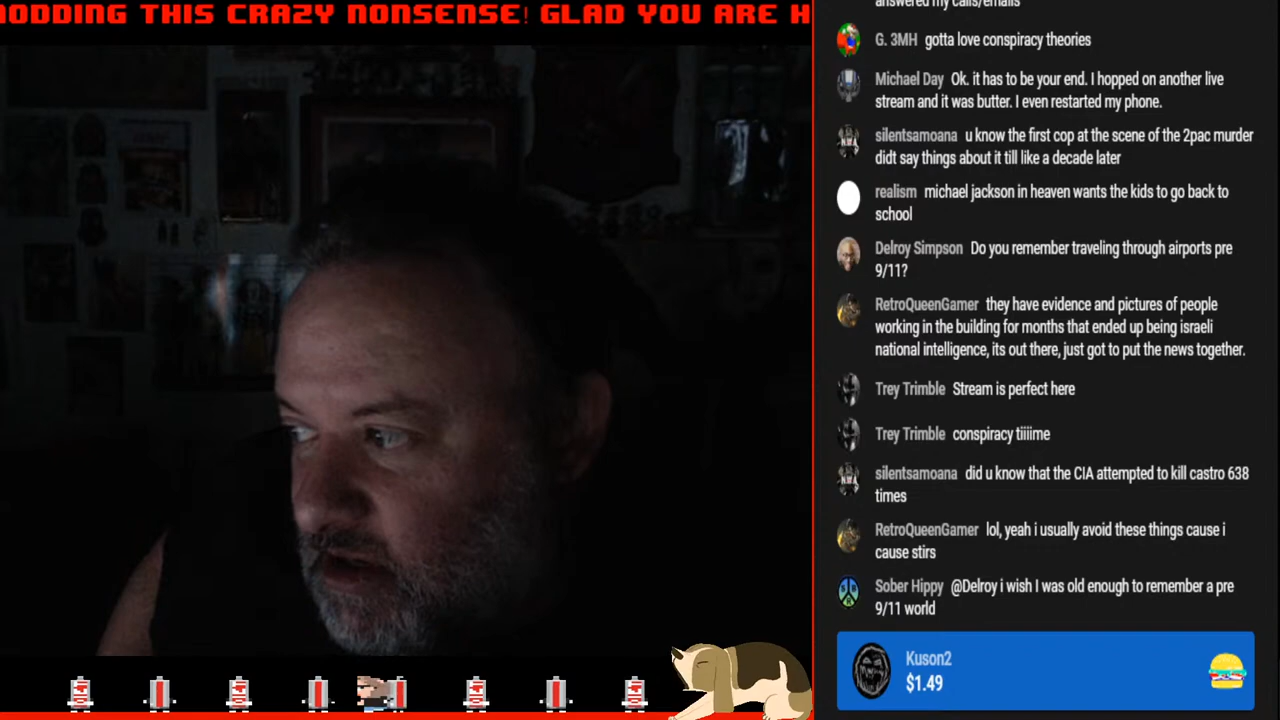 MODDING THIS CRAZY NONSENSE! GLAD YOU ARE H
answered my calls/emails
G. 3MH gotta love conspiracy theories
Michael Day Ok. it has to be your end. I hopped on another live
stream and it was butter. I even restarted my phone.
silentsamoana u know the first cop at the scene of the 2pac murder
didt say things about it till like a decade later
realism michael jackson in heaven wants the kids to go back to
school
Delroy Simpson Do you remember traveling through airports pre
9/11?
RetroQueenGamer they have evidence and pictures of people
working in the building for months that ended up being israeli
national intelligence, its out there, just got to put the news together.
Trey Trimble Stream is perfect here
Trey Trimble conspiracy tiiiime
silentsamoana did u know that the CIA attempted to kill castro 638
times
RetroQueenGamer lol, yeah i usually avoid these things cause i
cause stirs
Sober Hippy @Delroy i wish I was old enough to remember a pre
9/11 world
Kuson2
$1.49